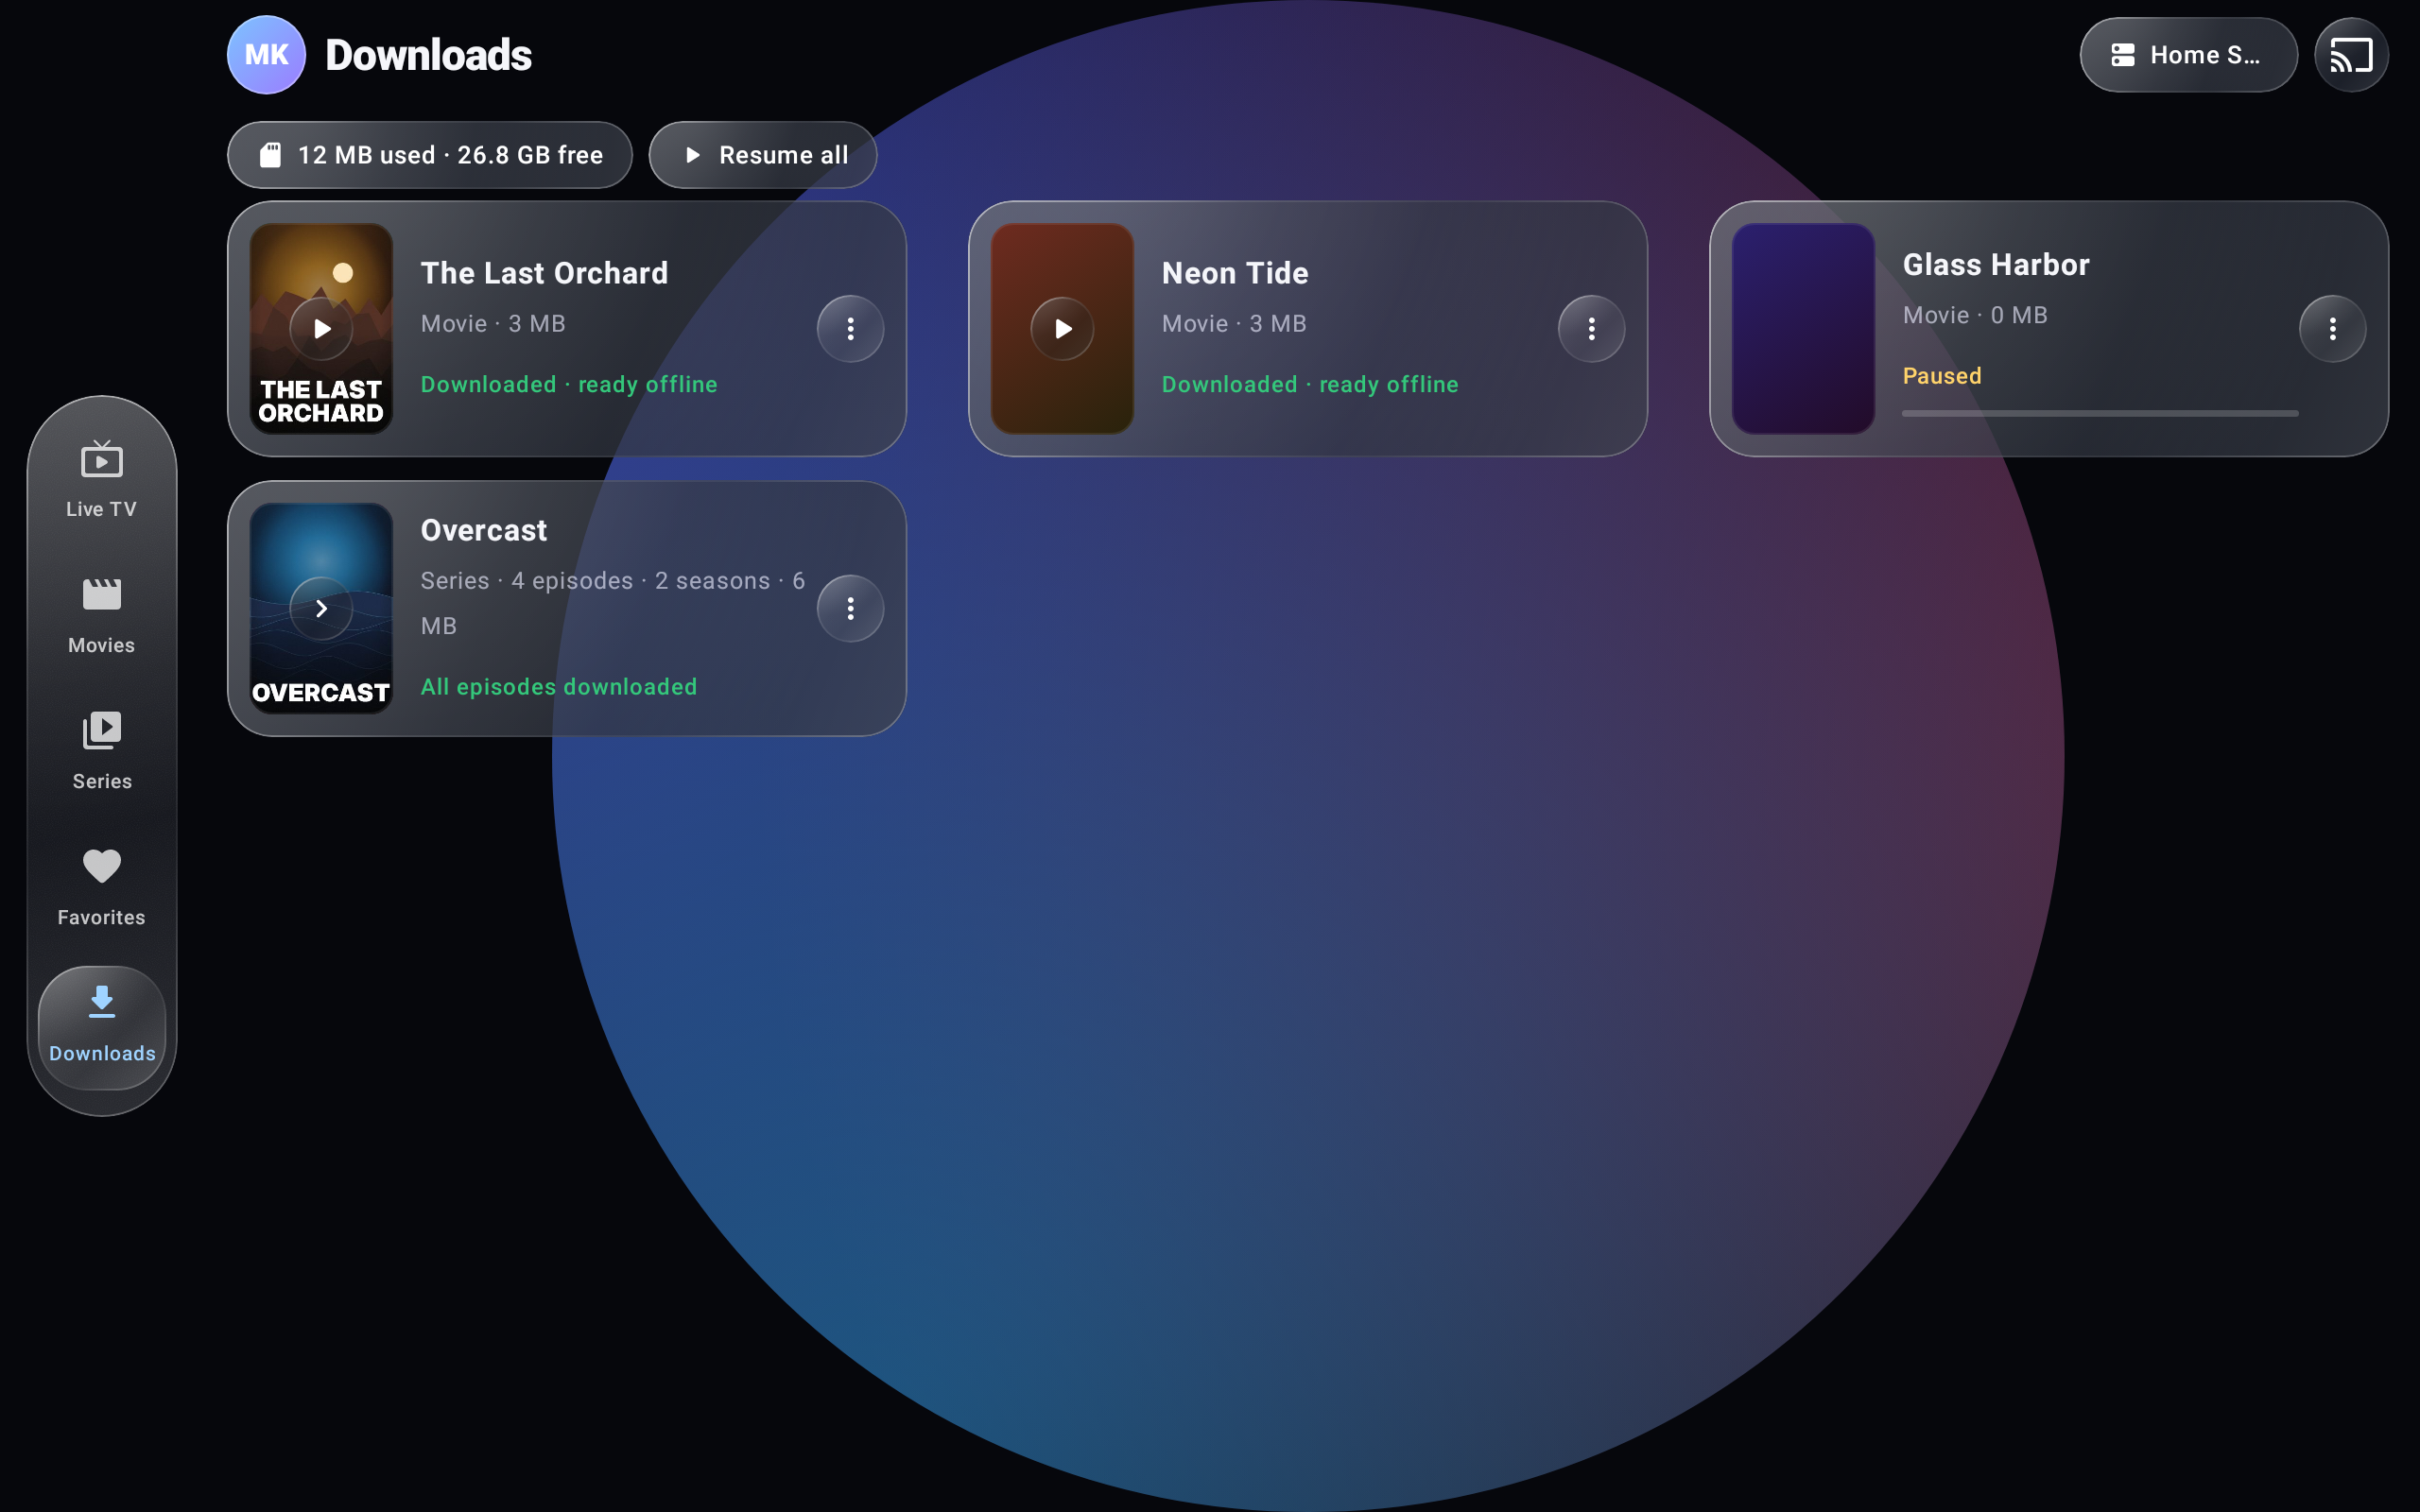 MK
Downloads
Home S...
12 MB used · 26.8 GB free
Resume all
THE LAST
ORCHARD
The Last Orchard
Movie · 3 MB
Downloaded · ready offline
Neon Tide
Movie · 3 MB
Downloaded · ready offline
Glass Harbor
Movie · 0 MB
Paused
OVERCAST
Overcast
Series · 4 episodes · 2 seasons · 6
MB
All episodes downloaded
Live TV
Movies
Series
Favorites
Downloads